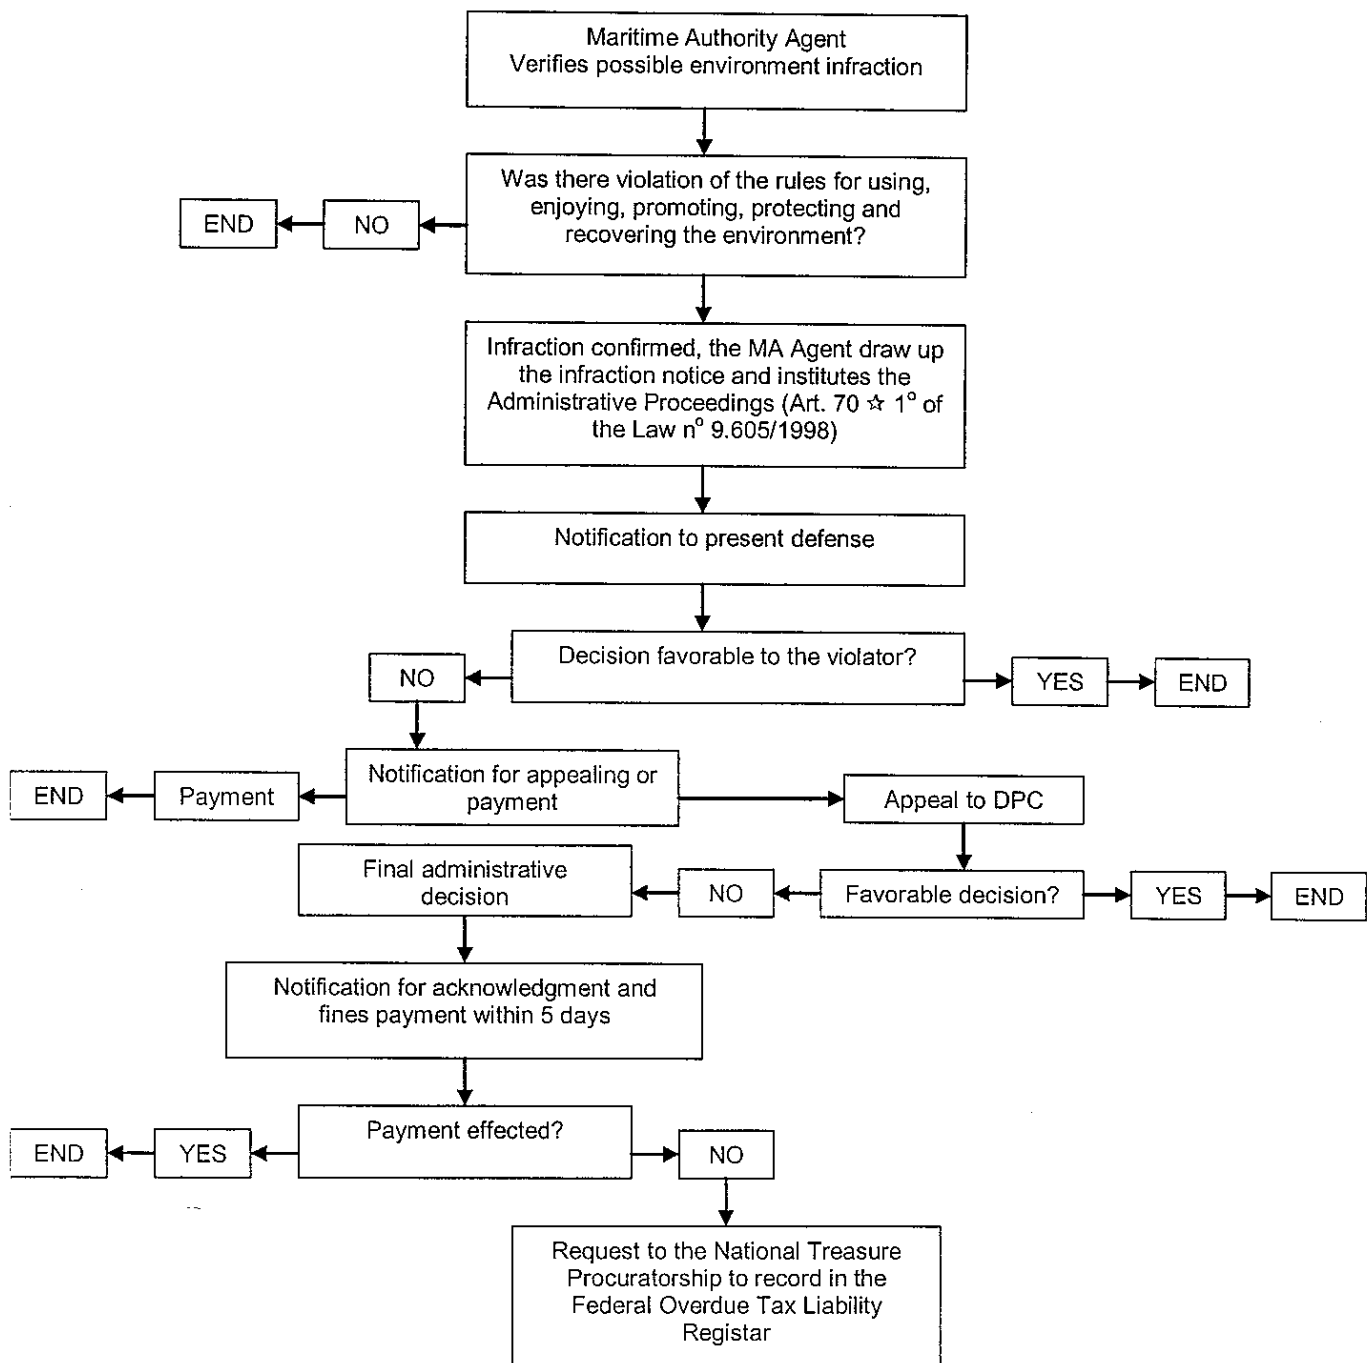 Maritime Authority Agent
Verifies possible environment infraction
Was there violation of the rules for using,
enjoying, promoting, protecting and
recovering the environment?
NO
END
Infraction confirmed, the MA Agent draw up
the infraction notice and institutes the
Administrative Proceedings (Art. 70 ☆ 1º of
the Law nº 9.605/1998)
Notification to present defense
Decision favorable to the violator?
NO
YES
END
Notification for appealing or
payment
Payment
END
Appeal to DPC
Favorable decision?
YES
END
NO
Final administrative
decision
Notification for acknowledgment and
fines payment within 5 days
Payment effected?
YES
END
NO
Request to the National Treasure
Procuratorship to record in the
Federal Overdue Tax Liability
Registar